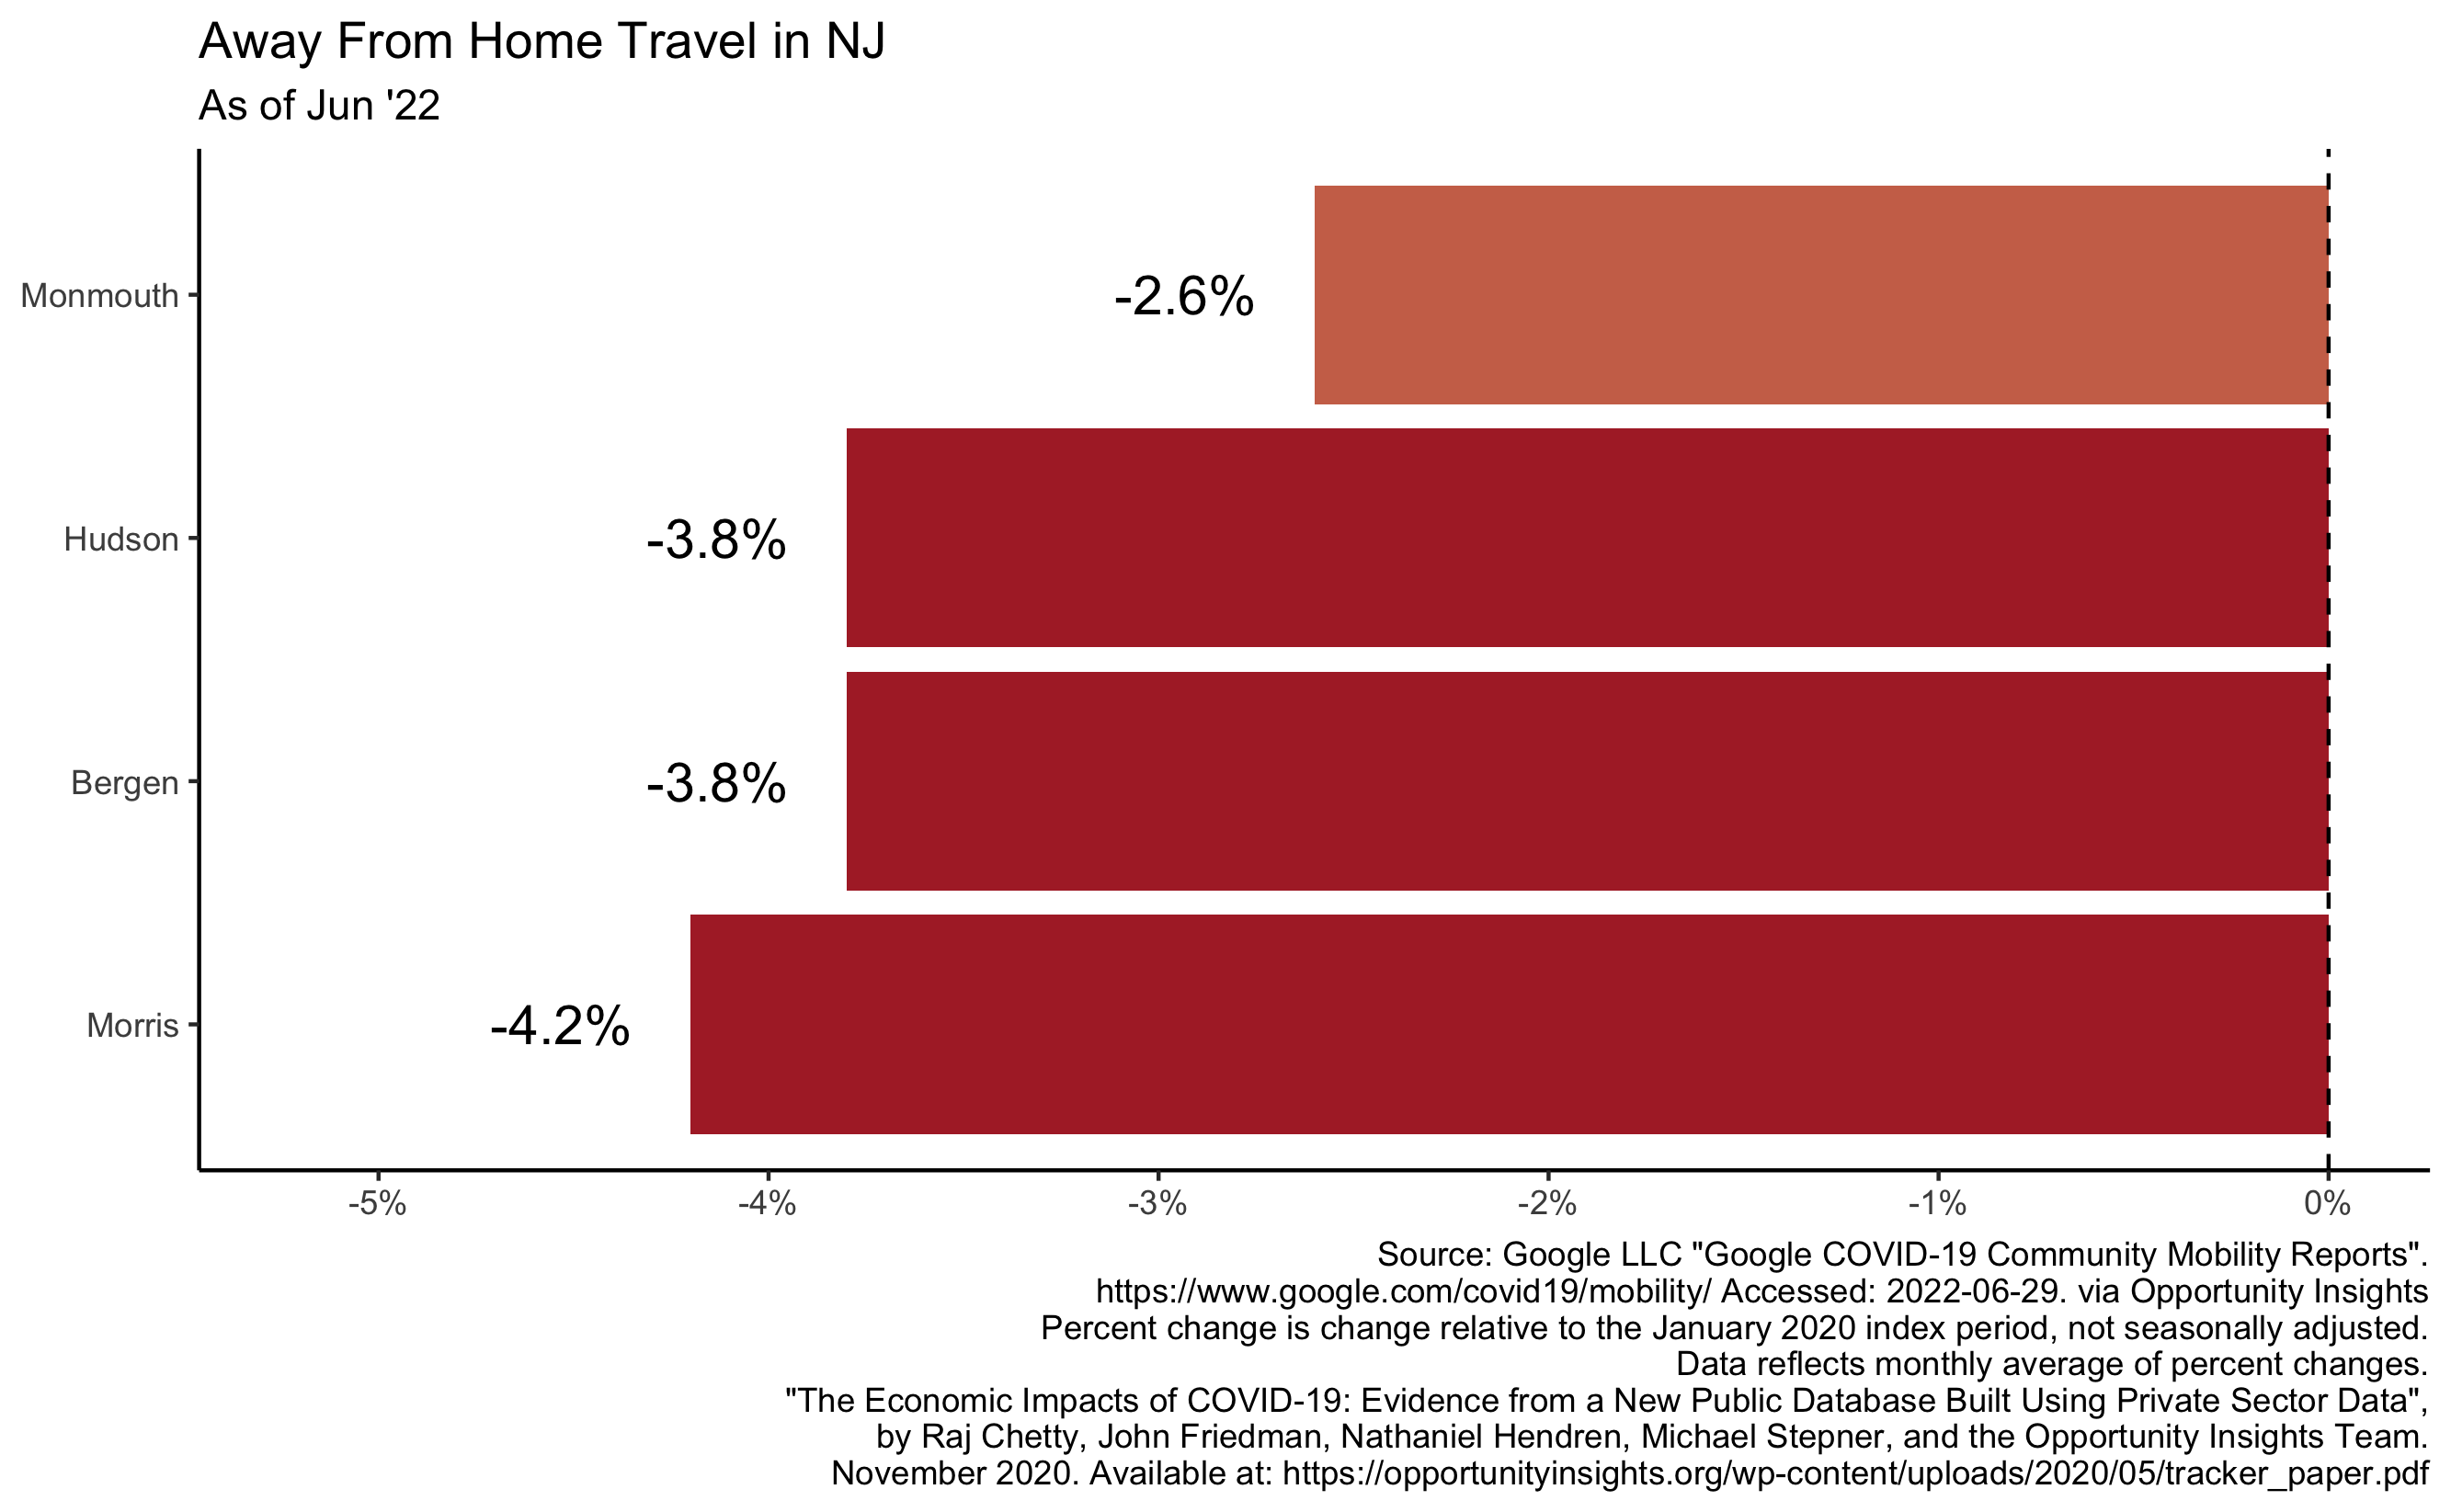 Away From Home Travel in NJ
As of Jun '22
Monmouth
-2.6%
Hudson
-3.8%
Bergen
-3.8%
Morris
-4.2%
-5% -4% -3% -2% -1% 0%
Source: Google LLC "Google COVID-19 Community Mobility Reports".
https://www.google.com/covid19/mobility/ Accessed: 2022-06-29. via Opportunity Insights
Percent change is change relative to the January 2020 index period, not seasonally adjusted.
Data reflects monthly average of percent changes.
"The Economic Impacts of COVID-19: Evidence from a New Public Database Built Using Private Sector Data",
by Raj Chetty, John Friedman, Nathaniel Hendren, Michael Stepner, and the Opportunity Insights Team.
November 2020. Available at: https://opportunityinsights.org/wp-content/uploads/2020/05/tracker_paper.pdf